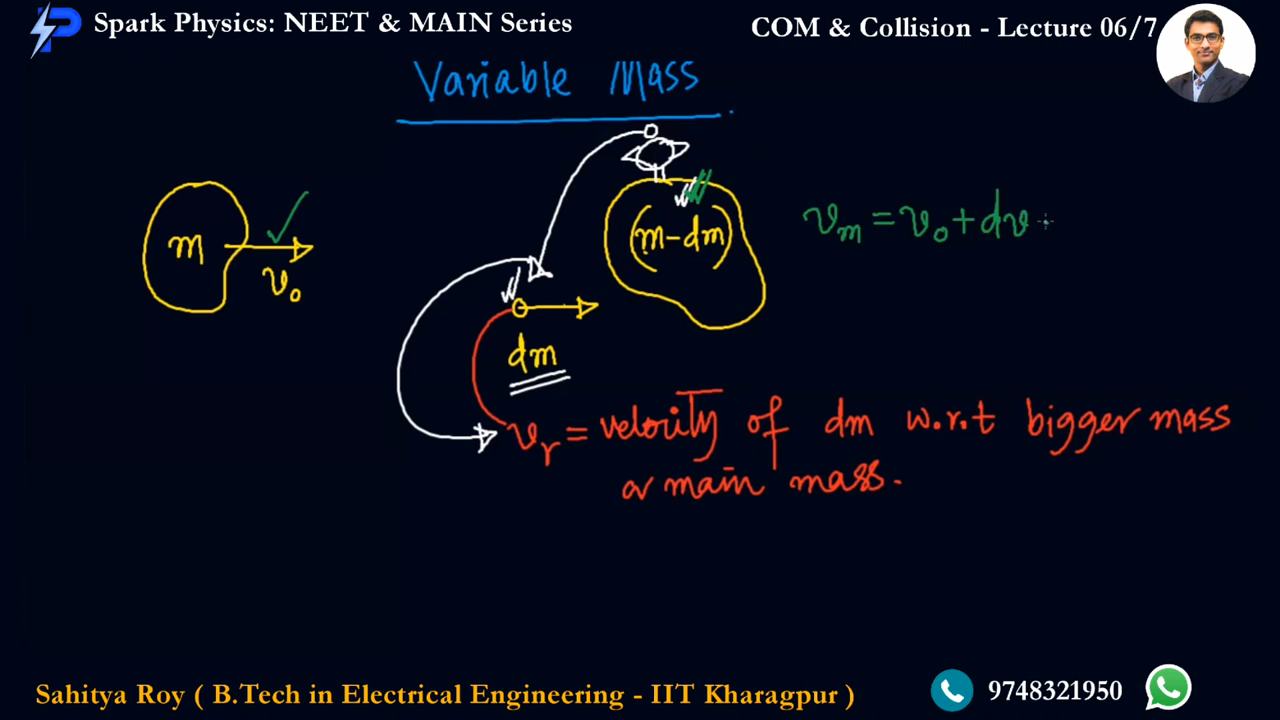 Spark Physics: NEET & MAIN Series
COM & Collision - Lecture 06/7
Variable Mass
m
v₀
(m-dm)
vₘ = v₀ + dv
dm
vᵣ = velocity of dm w.r.t bigger mass
or main mass.
Sahitya Roy ( B.Tech in Electrical Engineering - IIT Kharagpur )
9748321950